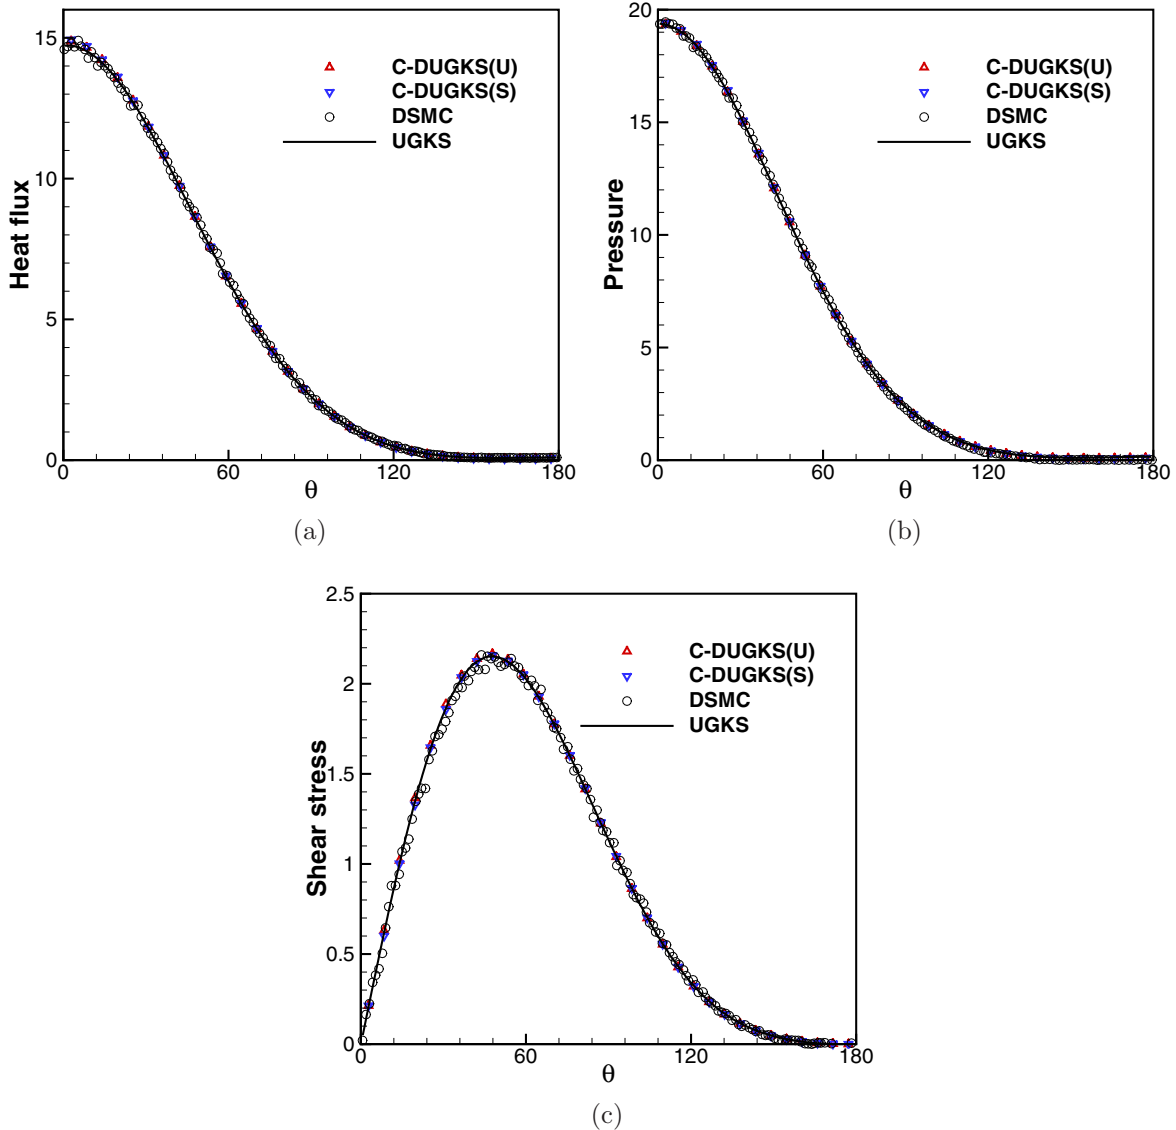 15
10
5
0
0
60
120
180
Heat flux
θ
C-DUGKS(U)
C-DUGKS(S)
DSMC
UGKS
(a)
20
15
10
5
0
0
60
120
180
Pressure
θ
C-DUGKS(U)
C-DUGKS(S)
DSMC
UGKS
(b)
2.5
2
1.5
1
0.5
0
0
60
120
180
Shear stress
θ
C-DUGKS(U)
C-DUGKS(S)
DSMC
UGKS
(c)